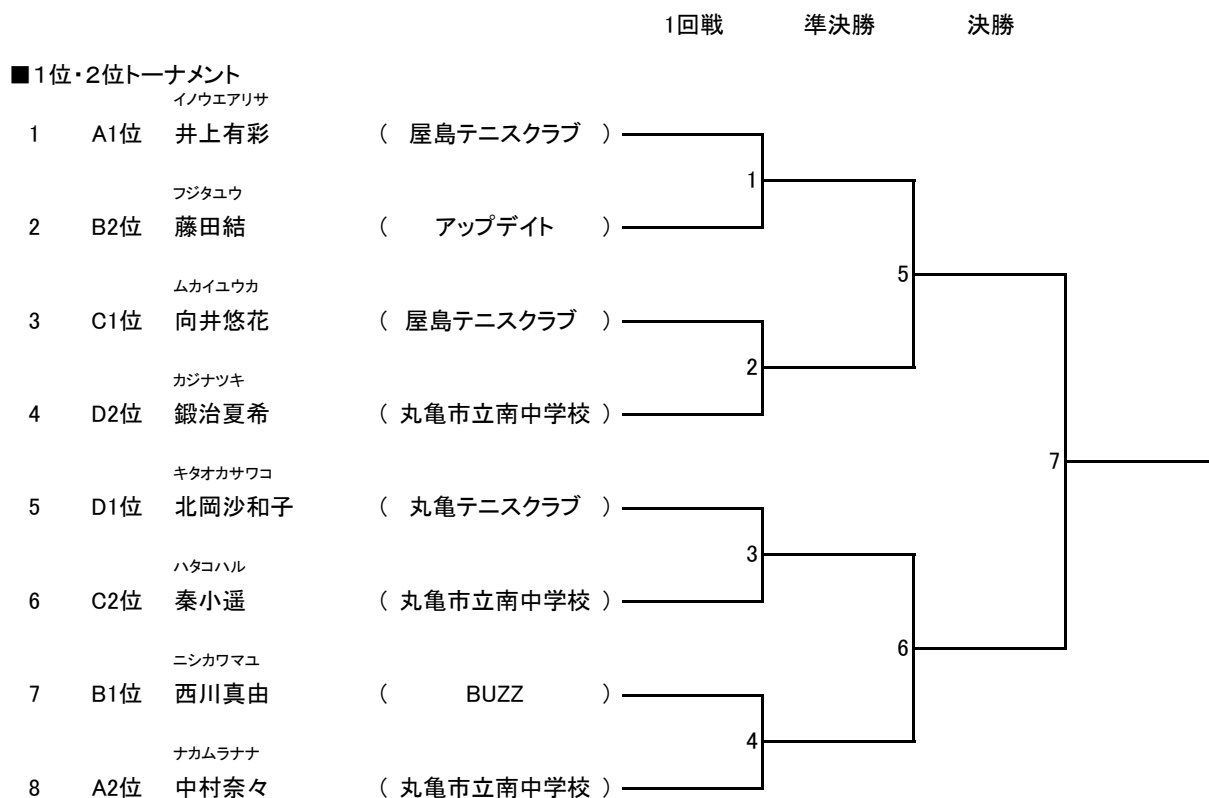 1回戦 準決勝 決勝
■１位・２位トーナメント
イノウエアリサ
1 A1位 井上有彩 （ 屋島テニスクラブ ）
1
フジタユウ
2 B2位 藤田結 （ アップデイト ）
5
ムカイユウカ
3 C1位 向井悠花 （ 屋島テニスクラブ ）
2
カジナツキ
4 D2位 鍛治夏希 （ 丸亀市立南中学校 ）
7
キタオカサワコ
5 D1位 北岡沙和子 （ 丸亀テニスクラブ ）
3
ハタコハル
6 C2位 秦小遥 （ 丸亀市立南中学校 ）
6
ニシカワマユ
7 B1位 西川真由 （ BUZZ ）
4
ナカムラナナ
8 A2位 中村奈々 （ 丸亀市立南中学校 ）